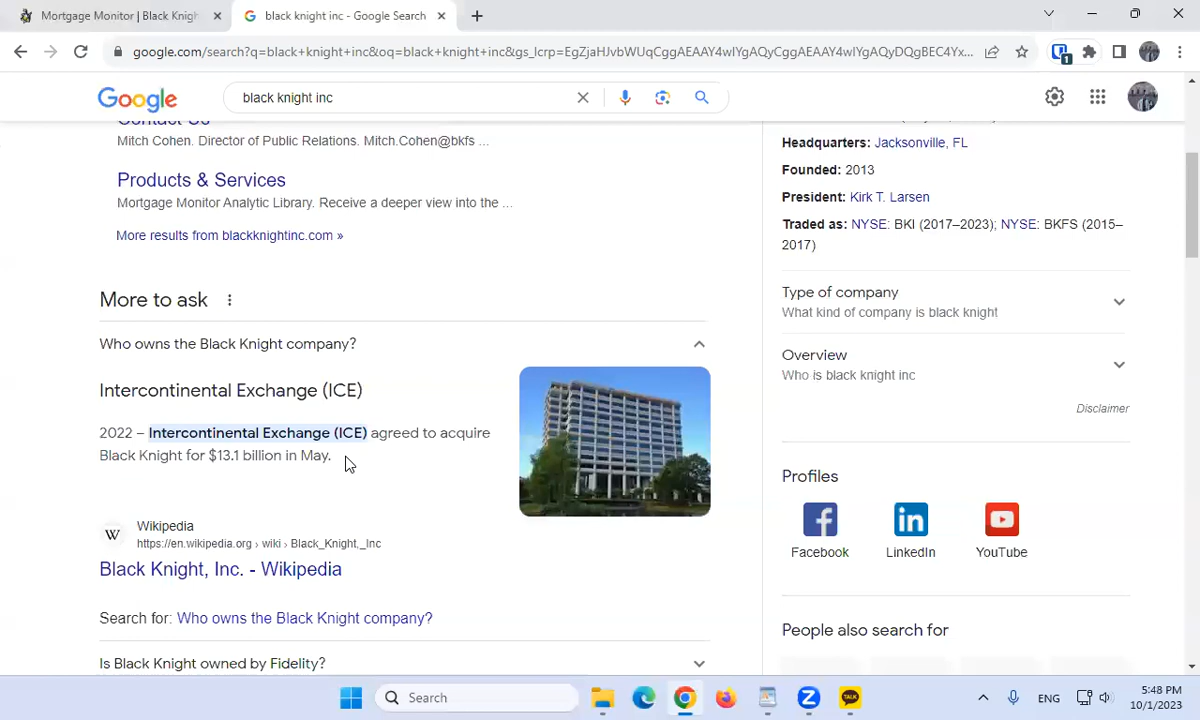 Mortgage Monitor | Black Knigh
black knight inc - Google Search
google.com/search?q=black+knight+inc&oq=black+knight+inc&gs_lcrp=EgZjaHJvbWUqCggAEAAY4wIYgAQyCggAEAAY4wIYgAQyDQgBEC4Yx...
1
Google
black knight inc
Contact Us
Mitch Cohen. Director of Public Relations. Mitch.Cohen@bkfs ...
Products & Services
Mortgage Monitor Analytic Library. Receive a deeper view into the ...
More results from blackknightinc.com »
More to ask
Who owns the Black Knight company?
Intercontinental Exchange (ICE)
2022 – Intercontinental Exchange (ICE) agreed to acquire
Black Knight for $13.1 billion in May.
W
Wikipedia
https://en.wikipedia.org › wiki › Black_Knight,_Inc
Black Knight, Inc. - Wikipedia
Search for: Who owns the Black Knight company?
Is Black Knight owned by Fidelity?
Headquarters: Jacksonville, FL
Founded: 2013
President: Kirk T. Larsen
Traded as: NYSE: BKI (2017–2023); NYSE: BKFS (2015–
2017)
Type of company
What kind of company is black knight
Overview
Who is black knight inc
Disclaimer
Profiles
Facebook
LinkedIn
YouTube
People also search for
Search
TALK
ENG
5:48 PM
10/1/2023